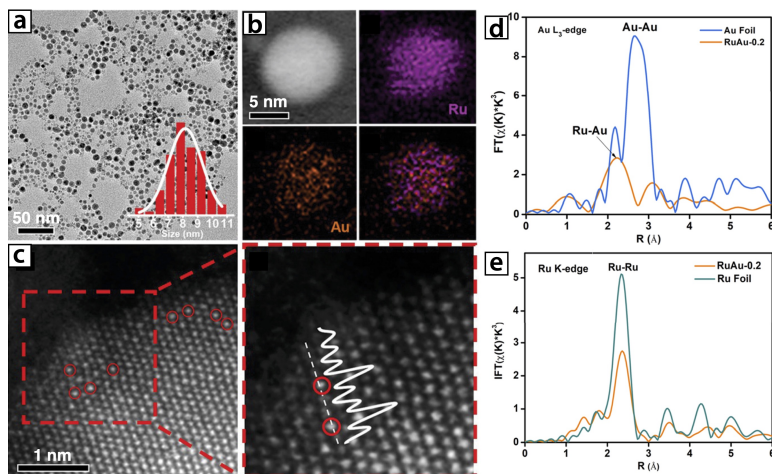 a
50 nm
5 6 7 8 9 10 11
Size (nm)
b
5 nm
Ru
Au
c
1 nm
d
Au L3-edge
Au-Au
Au Foil
RuAu-0.2
Ru-Au
FT(χ(K)*K³)
10
8
6
4
2
0
0 1 2 3 4 5 6
R (Å)
e
Ru K-edge
Ru-Ru
RuAu-0.2
Ru Foil
IFT(χ(K)*K³)
5
4
3
2
1
0
0 1 2 3 4 5 6
R (Å)